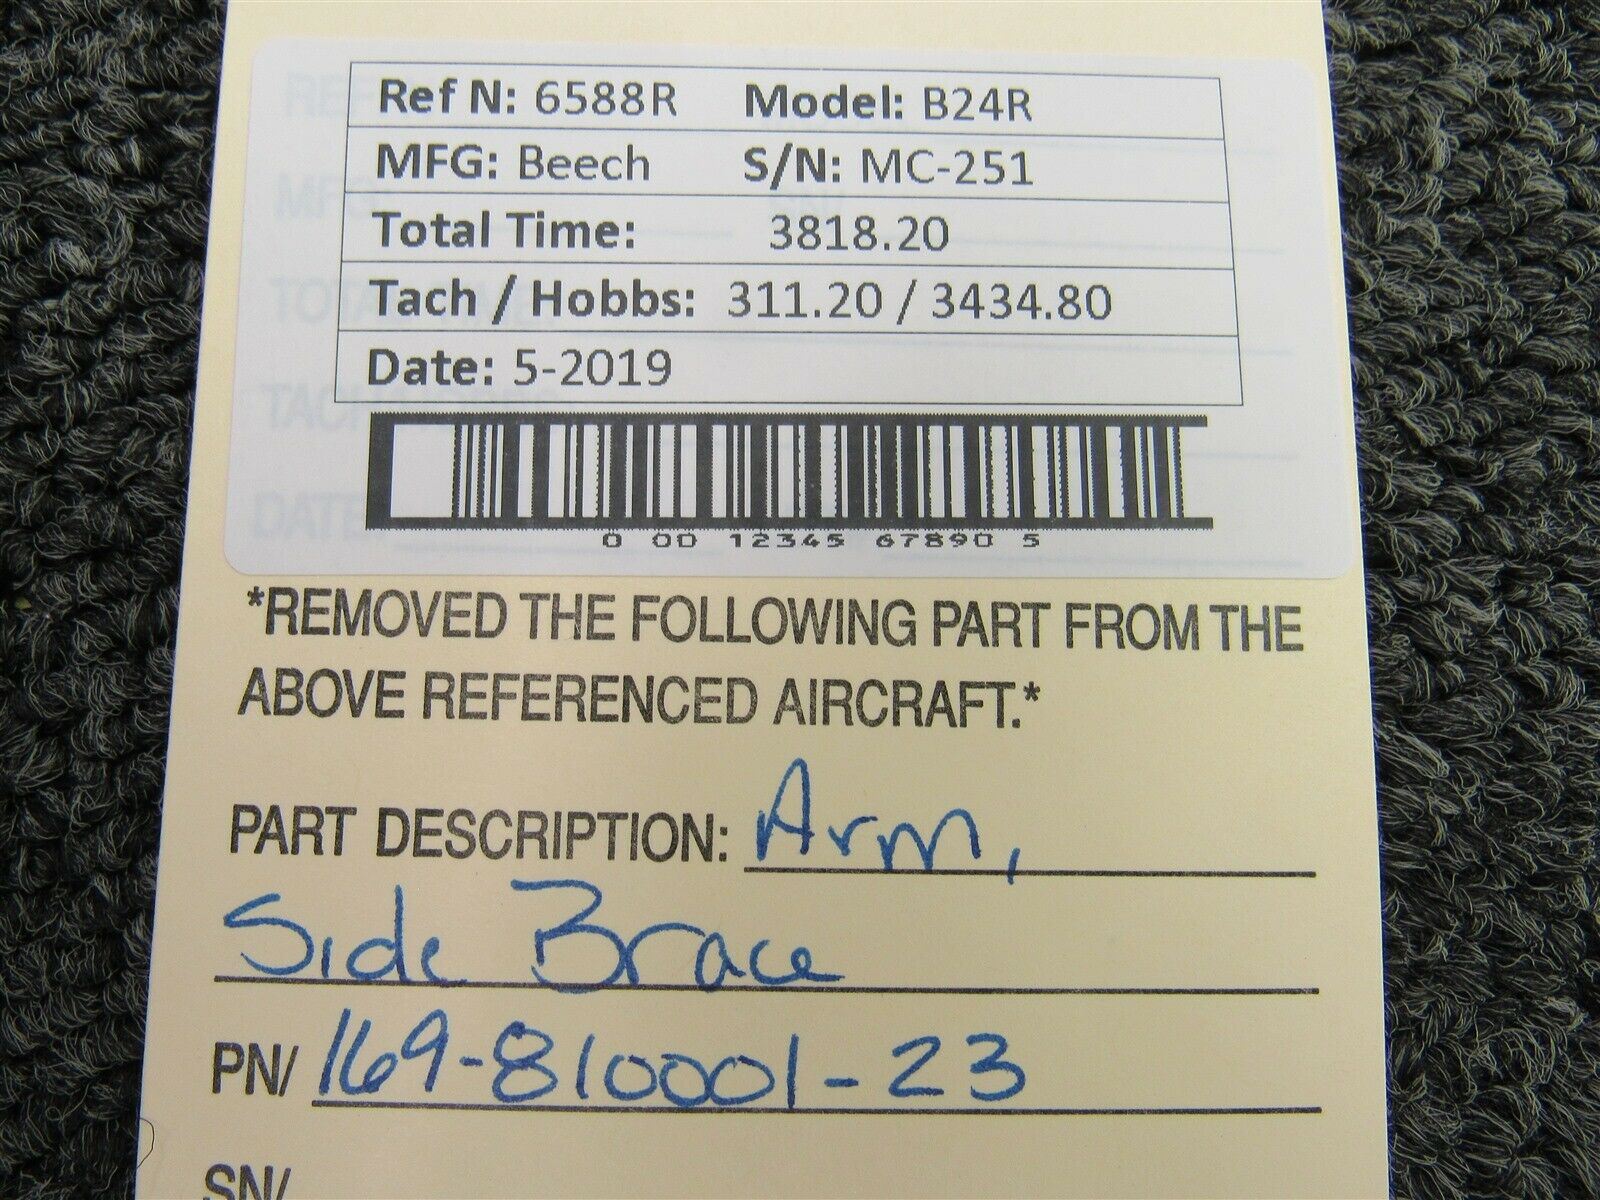 Ref N: 6588R Model: B24R
MFG: Beech S/N: MC-251
Total Time: 3818.20
Tach / Hobbs: 311.20 / 3434.80
Date: 5-2019
0 00 12345 67890 5
*REMOVED THE FOLLOWING PART FROM THE
ABOVE REFERENCED AIRCRAFT.*
PART DESCRIPTION: Arm,
Side Brace
PN/ 169-810001-23
SN/